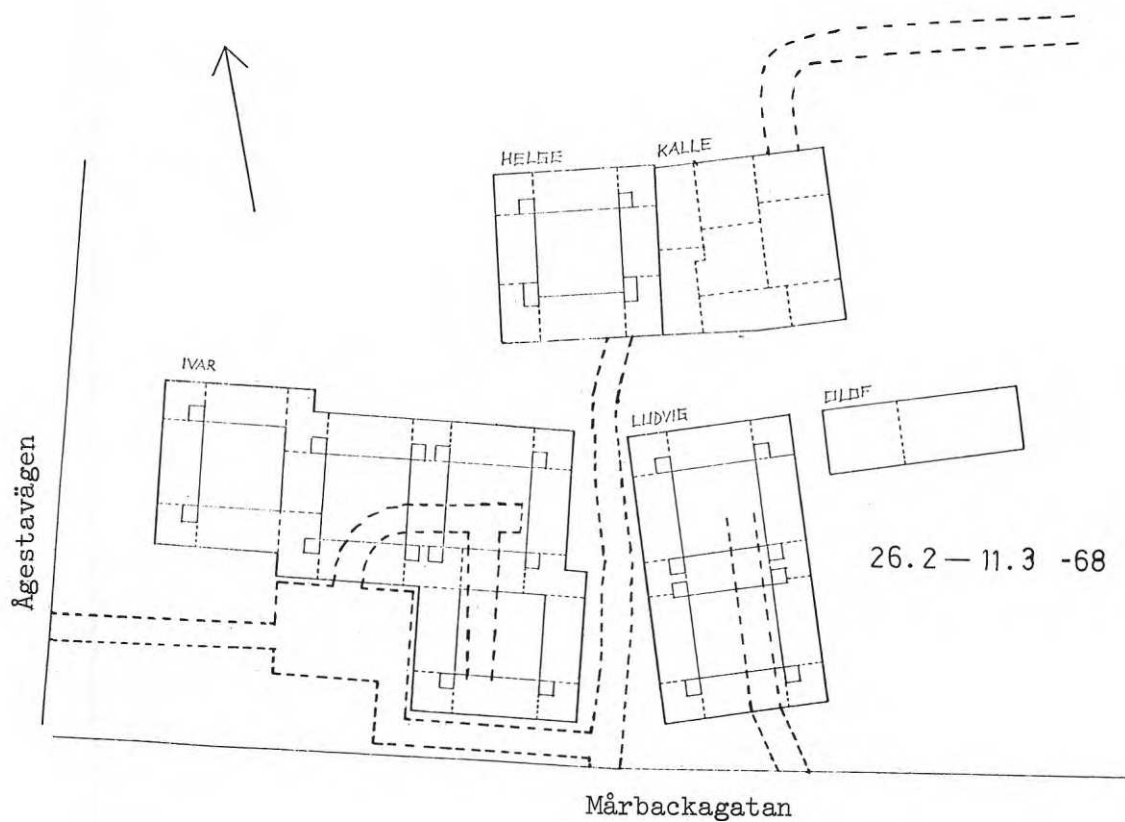 HELGE
KALLE
IVAR
LUDVIG
OLOF
Ågestavägen
26.2 — 11.3 -68
Mårbackagatan